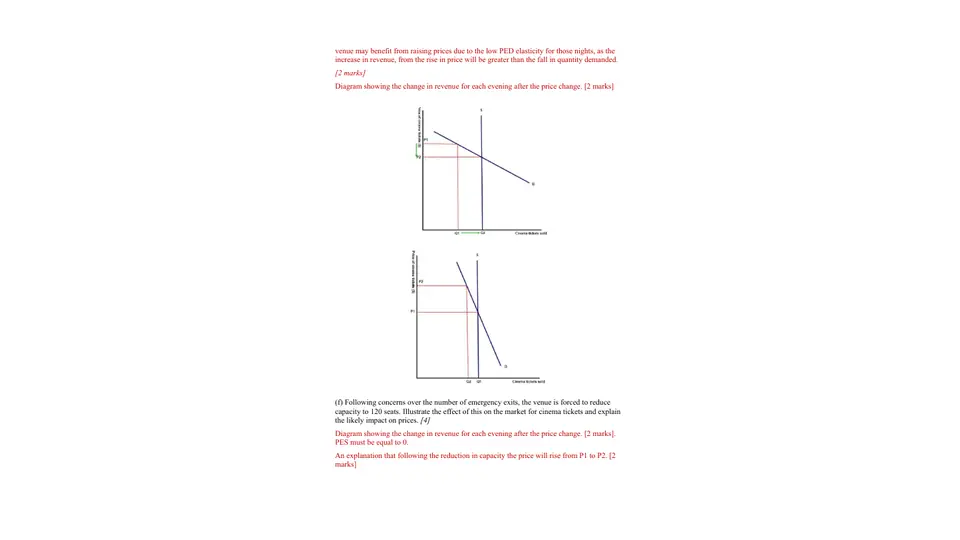 venue may benefit from raising prices due to the low PED elasticity for those nights, as the
increase in revenue, from the rise in price will be greater than the fall in quantity demanded.
[2 marks]
Diagram showing the change in revenue for each evening after the price change. [2 marks]
S
P1
P2
D
Q1
Q2
Cinema tickets sold
S
P2
P1
D
Q2 Q1
Cinema tickets sold
(f) Following concerns over the number of emergency exits, the venue is forced to reduce
capacity to 120 seats. Illustrate the effect of this on the market for cinema tickets and explain
the likely impact on prices. [4]
Diagram showing the change in revenue for each evening after the price change. [2 marks].
PES must be equal to 0.
An explanation that following the reduction in capacity the price will rise from P1 to P2. [2
marks]